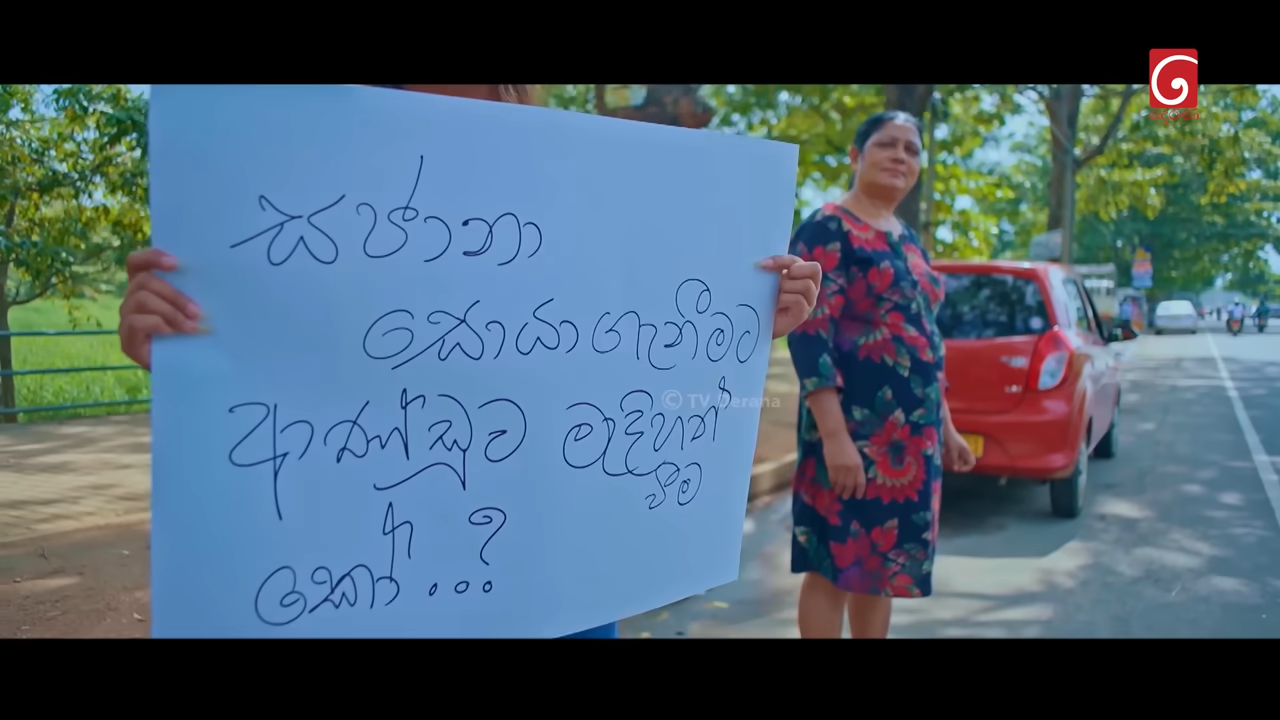 සජානා
සොයාගැනීමට
ආණ්ඩුව මැදිහත්
වීම
කෝ...?
© TV Derana